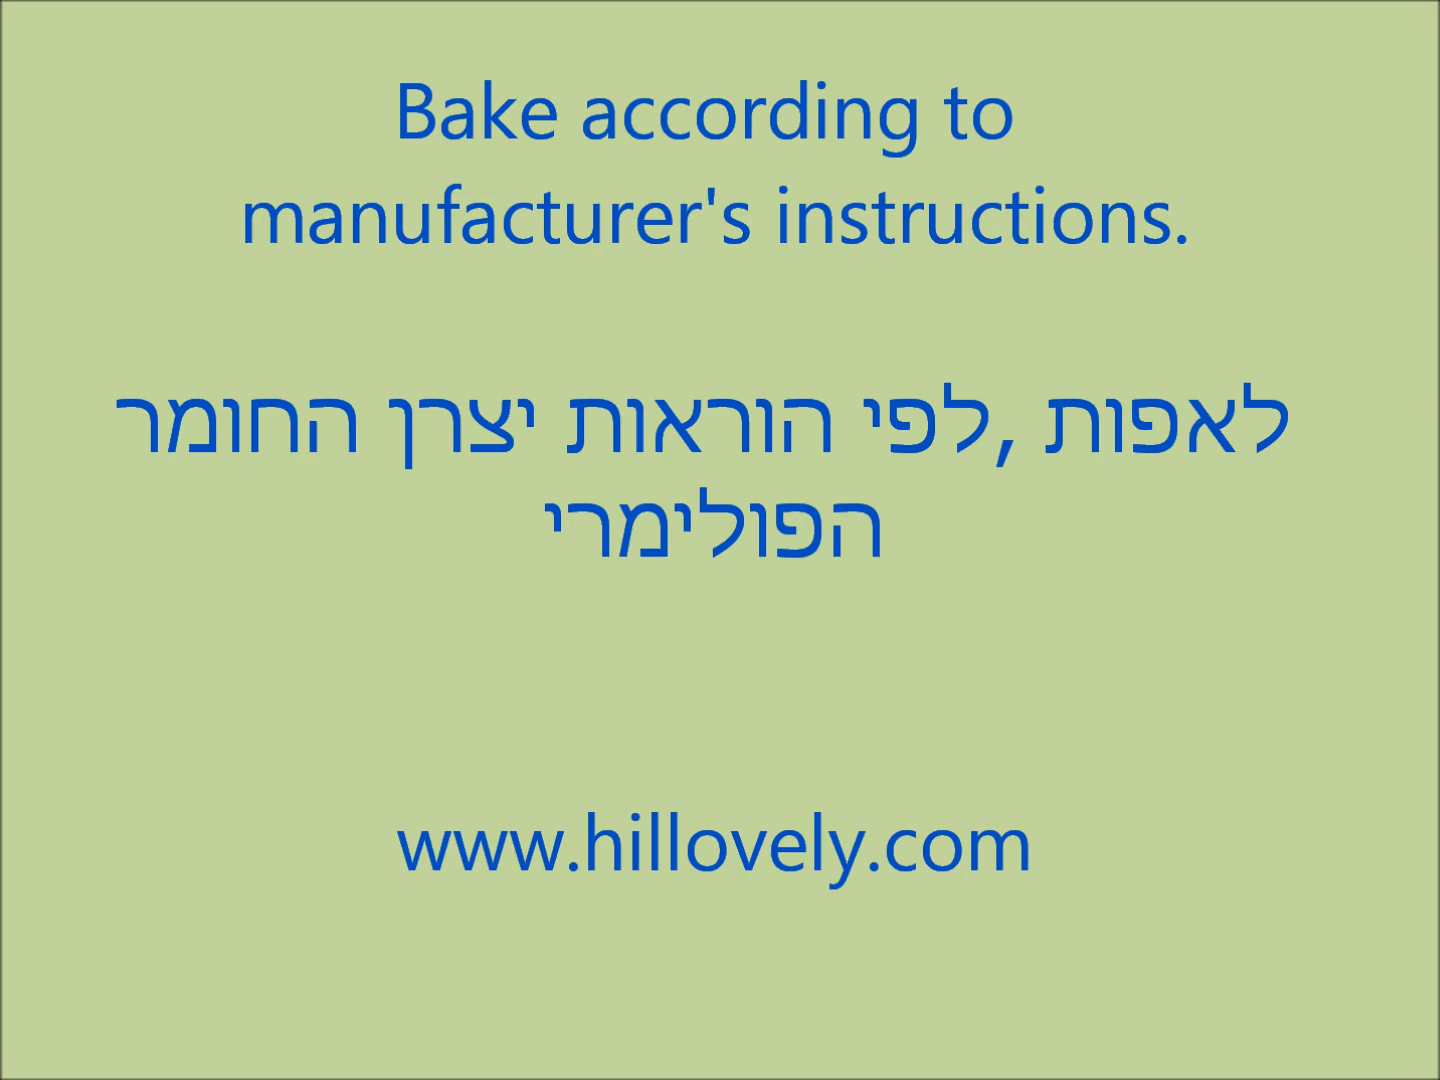 Bake according to
manufacturer's instructions.
לאפות ,לפי הוראות יצרן החומר
הפולימרי
www.hillovely.com